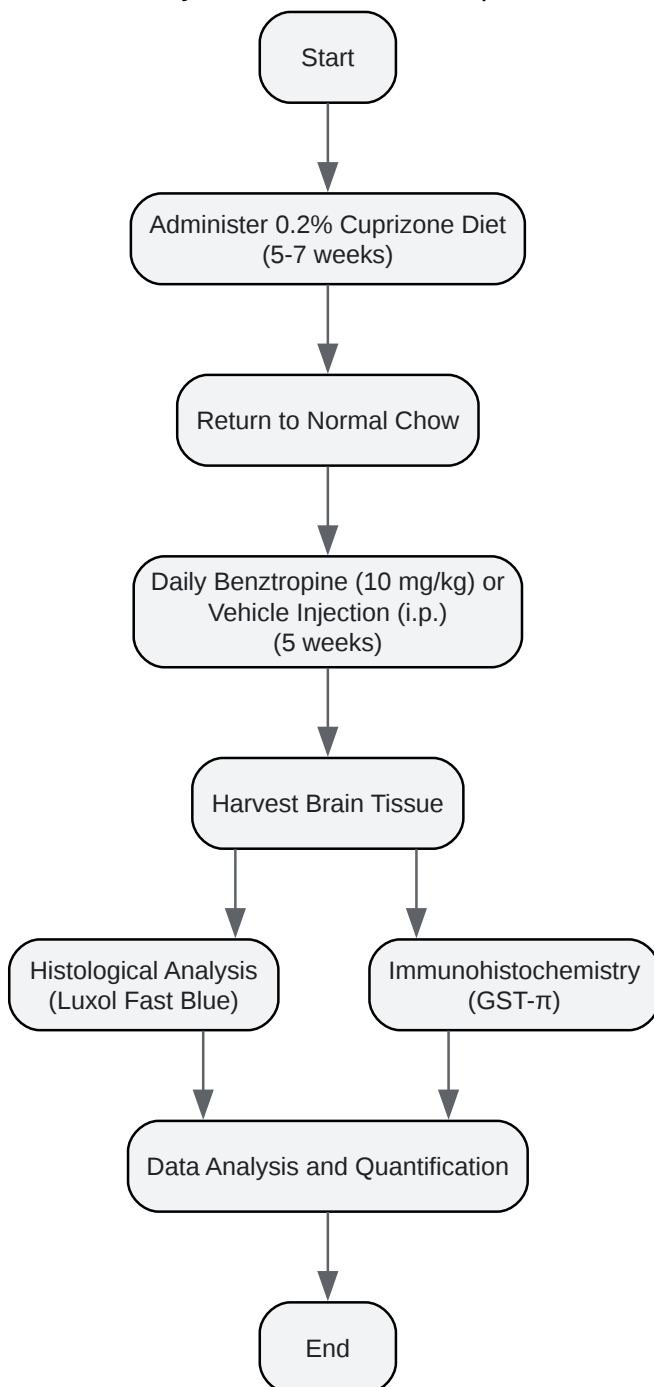 Start
Administer 0.2% Cuprizone Diet
(5-7 weeks)
Return to Normal Chow
Daily Benztropine (10 mg/kg) or
Vehicle Injection (i.p.)
(5 weeks)
Harvest Brain Tissue
Histological Analysis
(Luxol Fast Blue)
Immunohistochemistry
(GST-π)
Data Analysis and Quantification
End